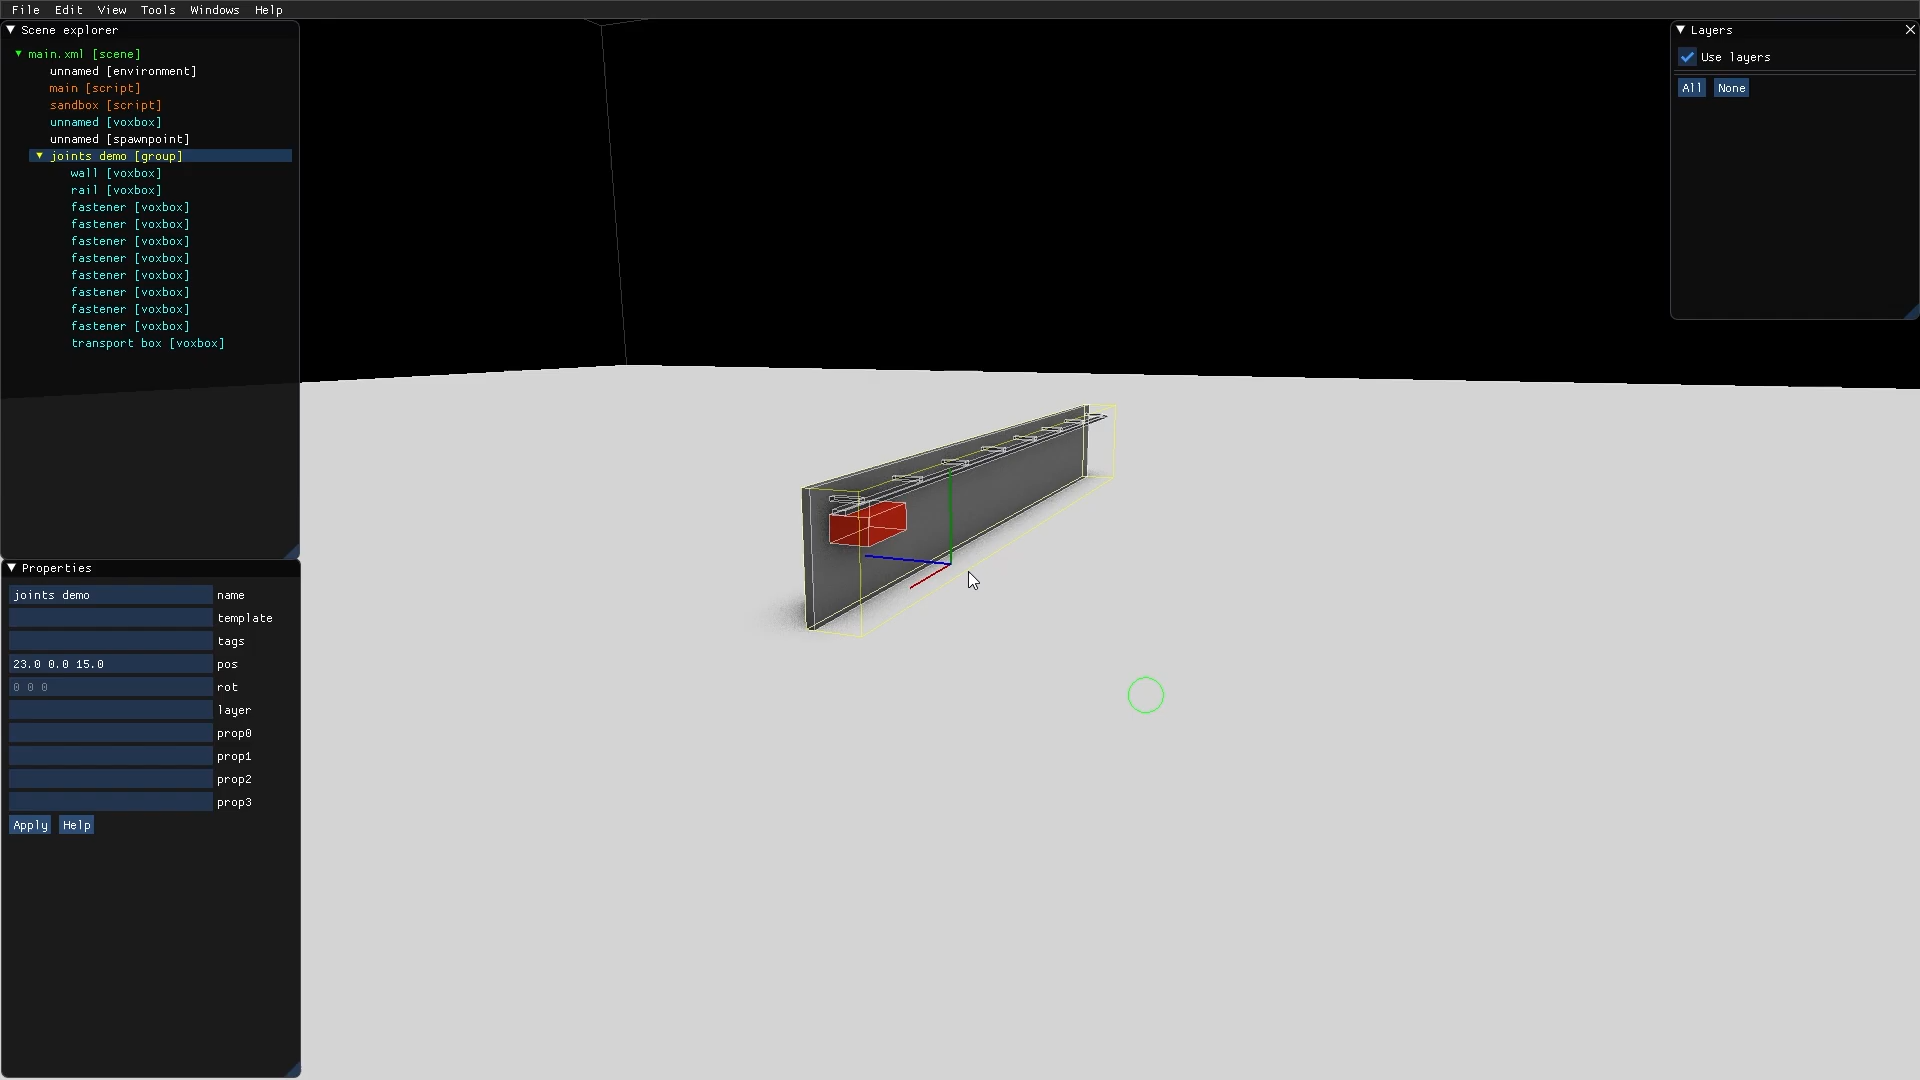 File Edit View Tools Windows Help
Scene explorer
main.xml [scene]
unnamed [environment]
main [script]
sandbox [script]
unnamed [voxbox]
unnamed [spawnpoint]
joints demo [group]
wall [voxbox]
rail [voxbox]
fastener [voxbox]
fastener [voxbox]
fastener [voxbox]
fastener [voxbox]
fastener [voxbox]
fastener [voxbox]
fastener [voxbox]
fastener [voxbox]
transport box [voxbox]
Properties
joints demo name
template
tags
23.0 0.0 15.0 pos
0 0 0 rot
layer
prop0
prop1
prop2
prop3
Apply Help
Layers
Use layers
All None